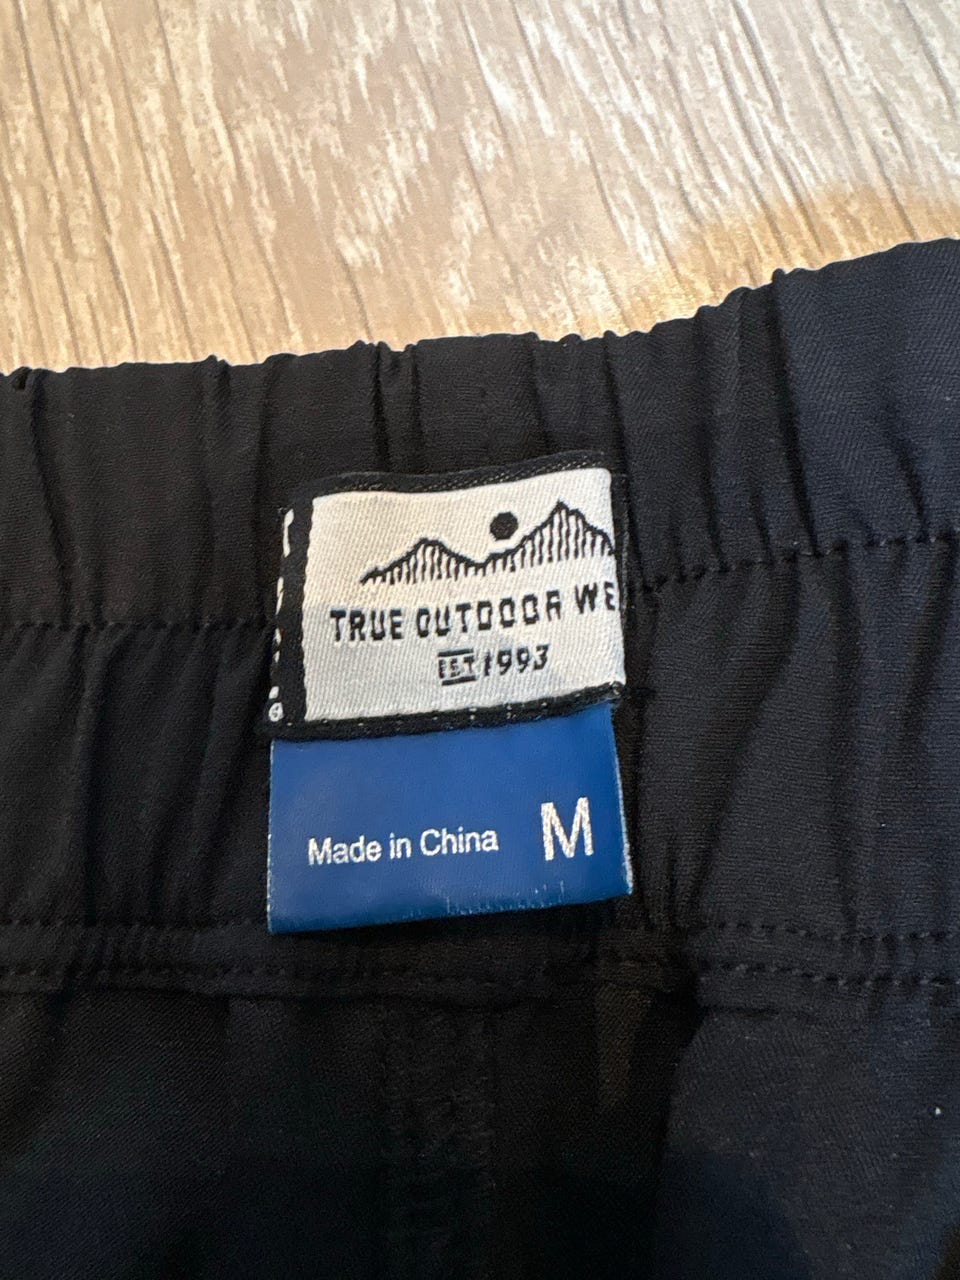 TRUE OUTDOOR WE
EST 1993
Made in China
M